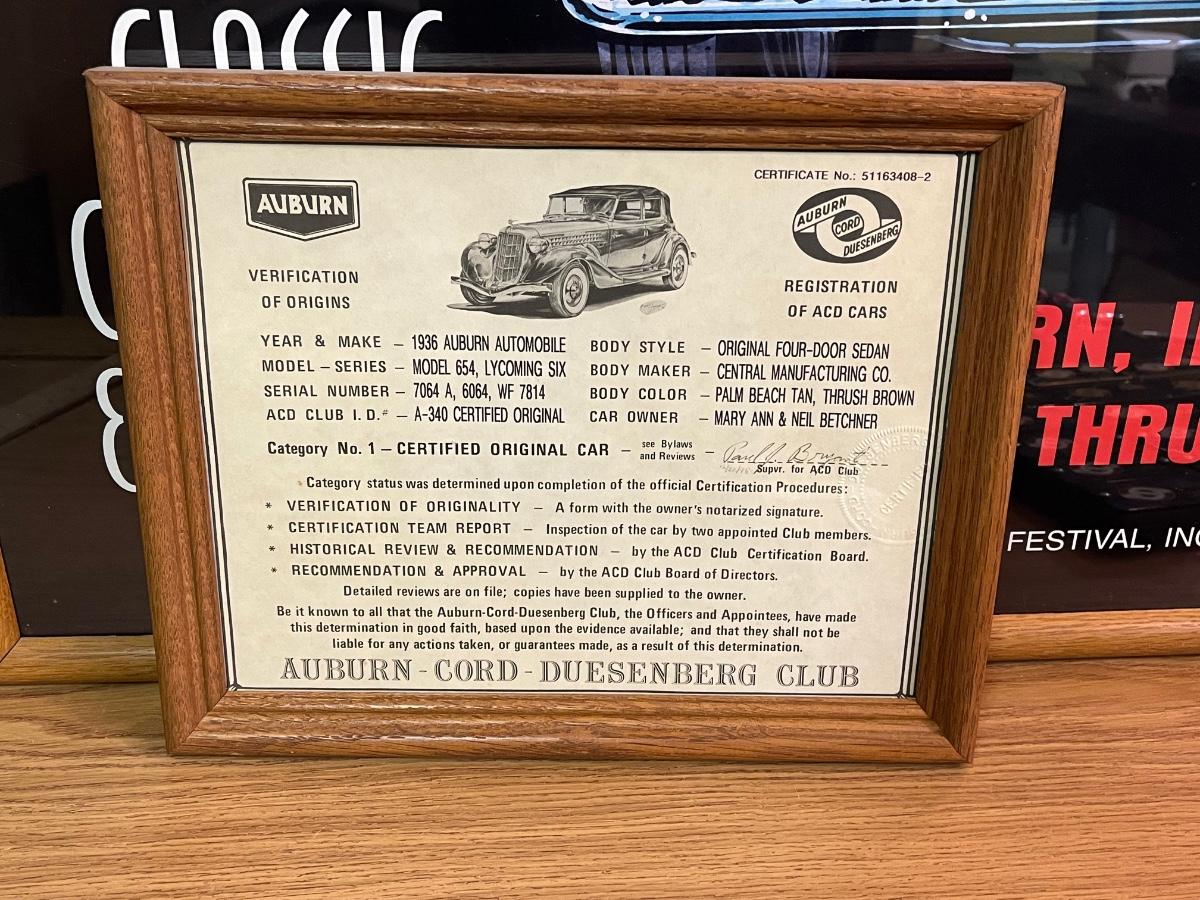 CLASSIC
CERTIFICATE No.: 51163408-2
AUBURN
AUBURN
CORD
DUESENBERG
VERIFICATION
OF ORIGINS
REGISTRATION
OF ACD CARS
YEAR & MAKE – 1936 AUBURN AUTOMOBILE
MODEL – SERIES – MODEL 654, LYCOMING SIX
SERIAL NUMBER – 7064 A, 6064, WF 7814
ACD CLUB I.D.# – A-340 CERTIFIED ORIGINAL
BODY STYLE – ORIGINAL FOUR-DOOR SEDAN
BODY MAKER – CENTRAL MANUFACTURING CO.
BODY COLOR – PALM BEACH TAN, THRUSH BROWN
CAR OWNER – MARY ANN & NEIL BETCHNER
Category No. 1 – CERTIFIED ORIGINAL CAR – see Bylaws and Reviews – Paul J. Bryant
Supvr. for ACD Club
Category status was determined upon completion of the official Certification Procedures:
* VERIFICATION OF ORIGINALITY – A form with the owner's notarized signature.
* CERTIFICATION TEAM REPORT – Inspection of the car by two appointed Club members.
* HISTORICAL REVIEW & RECOMMENDATION – by the ACD Club Certification Board.
* RECOMMENDATION & APPROVAL – by the ACD Club Board of Directors.
Detailed reviews are on file; copies have been supplied to the owner.
Be it known to all that the Auburn-Cord-Duesenberg Club, the Officers and Appointees, have made
this determination in good faith, based upon the evidence available; and that they shall not be
liable for any actions taken, or guarantees made, as a result of this determination.
AUBURN - CORD - DUESENBERG CLUB
RN, I
THRU
FESTIVAL, INC